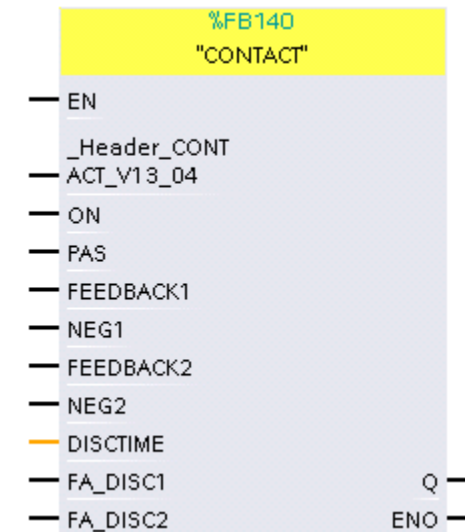 %FB140
"CONTACT"
EN
_Header_CONT
ACT_V13_04
ON
PAS
FEEDBACK1
NEG1
FEEDBACK2
NEG2
DISCTIME
FA_DISC1 Q
FA_DISC2 ENO